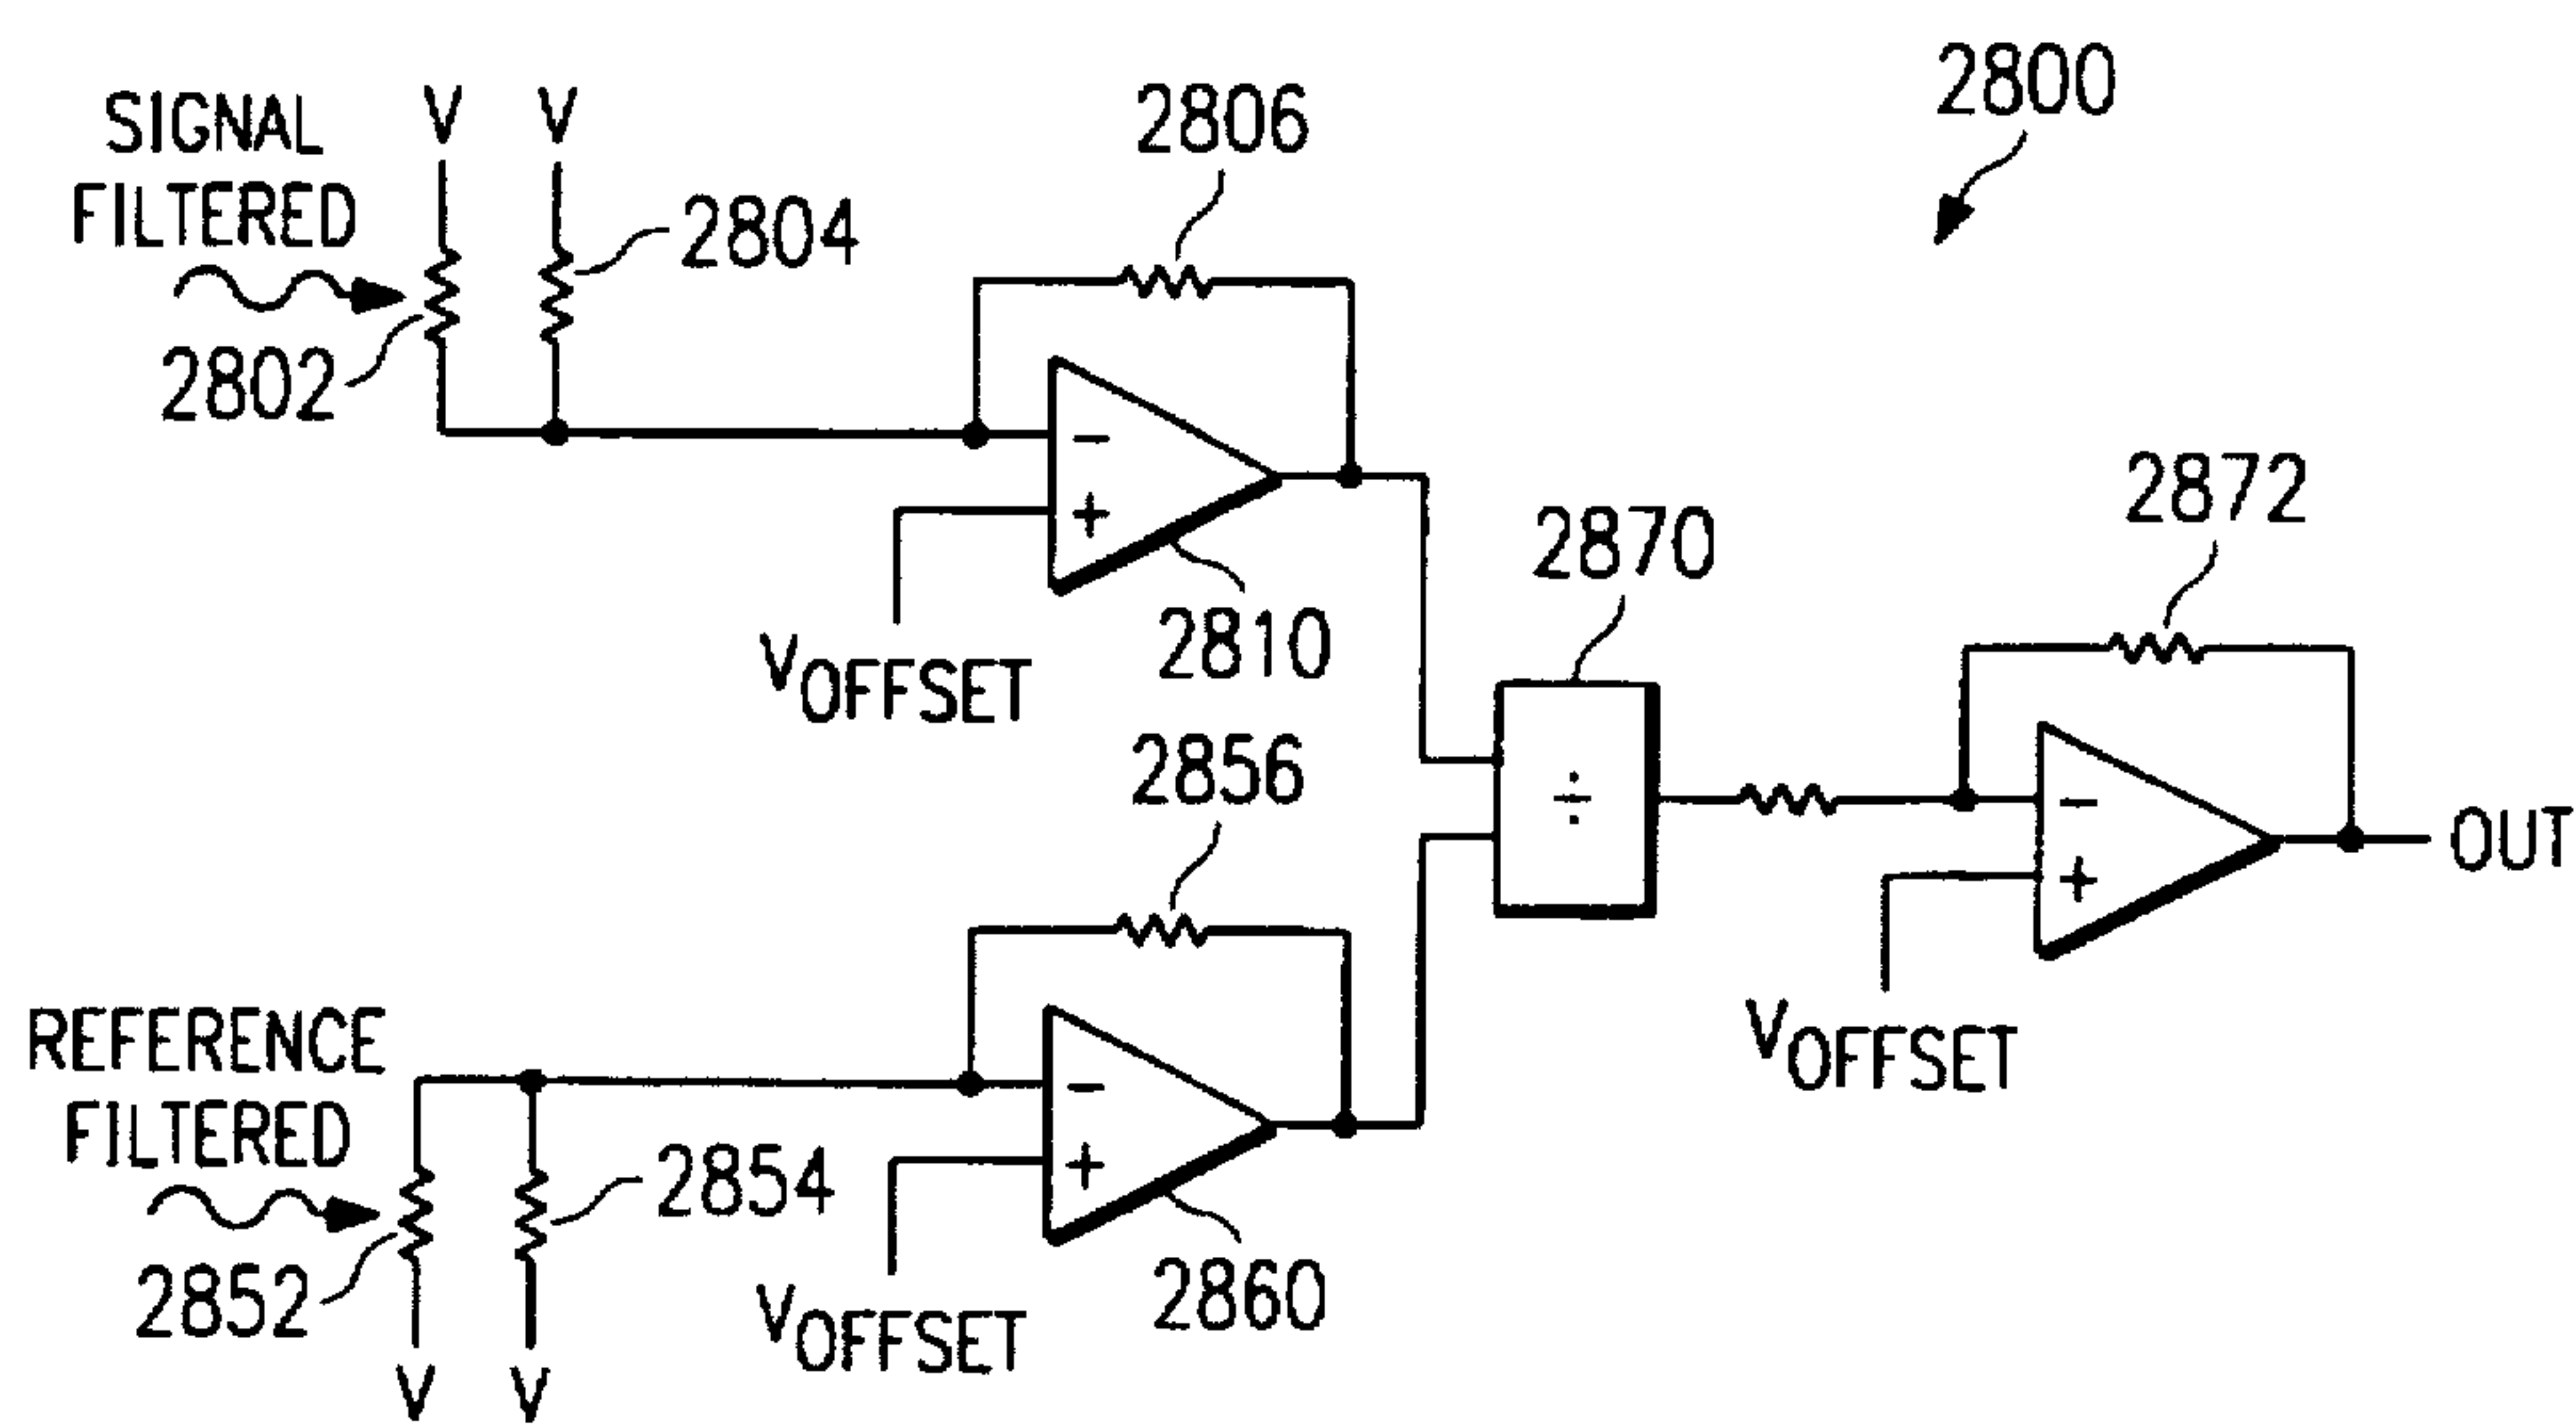 2800
SIGNAL
FILTERED
V V
2802
2804
2806
-
+
VOFFSET
2810
2870
÷
2872
-
+
VOFFSET
OUT
2856
REFERENCE
FILTERED
2852
2854
V V
-
+
VOFFSET
2860